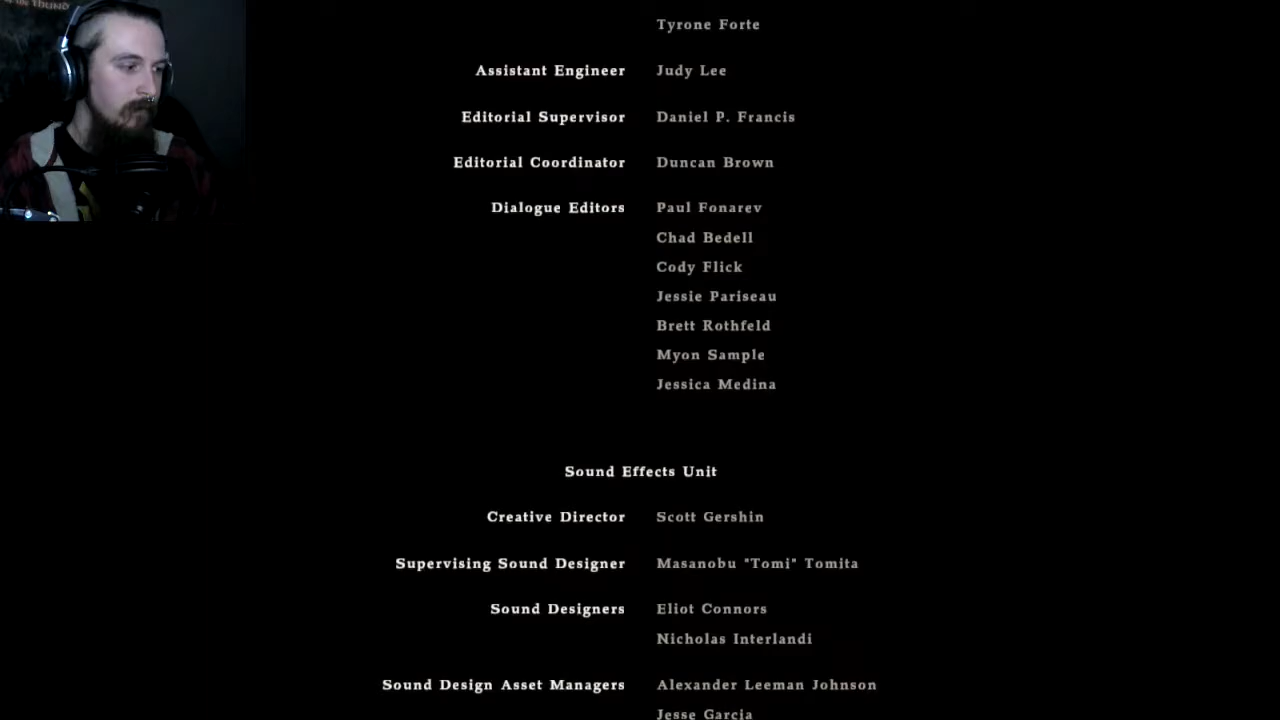 Tyrone Forte
Assistant Engineer Judy Lee
Editorial Supervisor Daniel P. Francis
Editorial Coordinator Duncan Brown
Dialogue Editors Paul Fonarev
Chad Bedell
Cody Flick
Jessie Pariseau
Brett Rothfeld
Myon Sample
Jessica Medina
Sound Effects Unit
Creative Director Scott Gershin
Supervising Sound Designer Masanobu "Tomi" Tomita
Sound Designers Eliot Connors
Nicholas Interlandi
Sound Design Asset Managers Alexander Leeman Johnson
Jesse Garcia